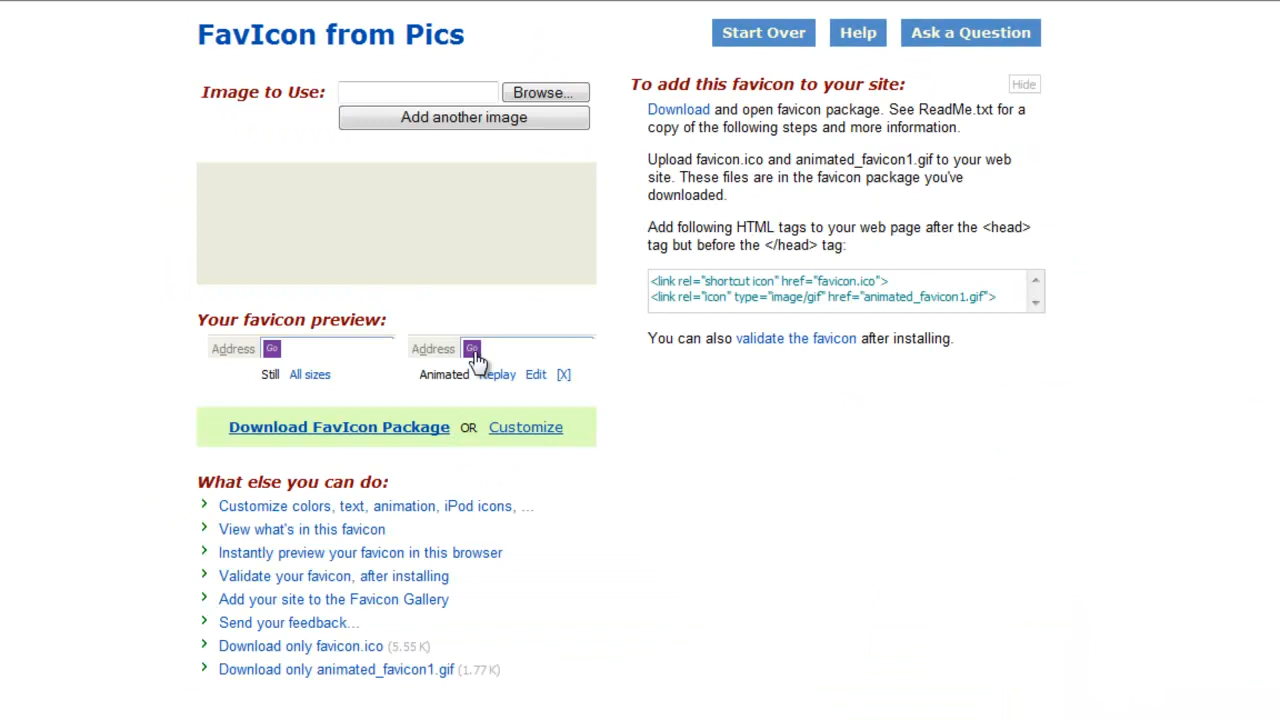 FavIcon from Pics
Start Over
Help
Ask a Question
Image to Use:
Browse...
Add another image
Your favicon preview:
Address Go
Address Go
Still All sizes
Animated Replay Edit [X]
Download FavIcon Package OR Customize
What else you can do:
Customize colors, text, animation, iPod icons, ...
View what's in this favicon
Instantly preview your favicon in this browser
Validate your favicon, after installing
Add your site to the Favicon Gallery
Send your feedback...
Download only favicon.ico (5.55 K)
Download only animated_favicon1.gif (1.77 K)
To add this favicon to your site:
Hide
Download and open favicon package. See ReadMe.txt for a
copy of the following steps and more information.
Upload favicon.ico and animated_favicon1.gif to your web
site. These files are in the favicon package you've
downloaded.
Add following HTML tags to your web page after the <head>
tag but before the </head> tag:
<link rel="shortcut icon" href="favicon.ico">
<link rel="icon" type="image/gif" href="animated_favicon1.gif">
You can also validate the favicon after installing.